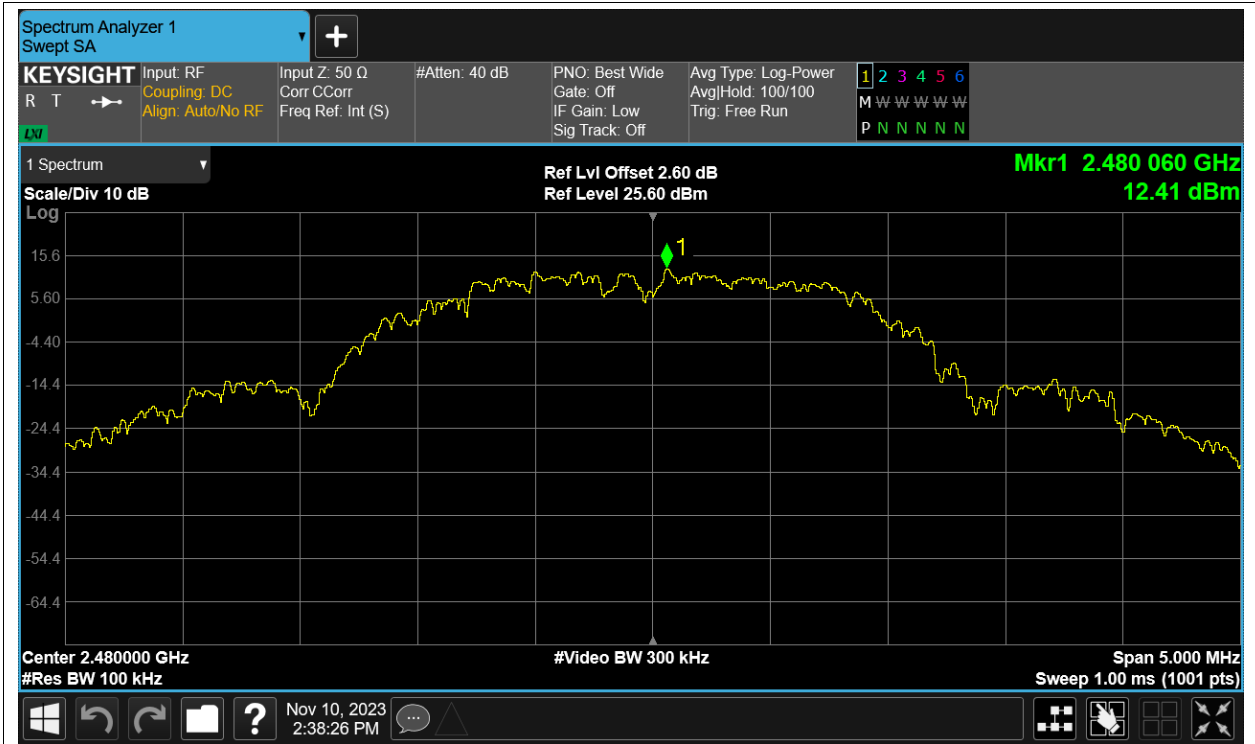 Spectrum Analyzer 1
Swept SA
+
KEYSIGHT
R T
LXI
Input: RF
Coupling: DC
Align: Auto/No RF
Input Z: 50 Ω
Corr CCorr
Freq Ref: Int (S)
#Atten: 40 dB
PNO: Best Wide
Gate: Off
IF Gain: Low
Sig Track: Off
Avg Type: Log-Power
Avg|Hold: 100/100
Trig: Free Run
1 2 3 4 5 6
M W W W W W W
P N N N N N N
1 Spectrum
Scale/Div 10 dB
Log
Ref Lvl Offset 2.60 dB
Ref Level 25.60 dBm
Mkr1 2.480 060 GHz
12.41 dBm
1
15.6
5.60
-4.40
-14.4
-24.4
-34.4
-44.4
-54.4
-64.4
Center 2.480000 GHz
#Res BW 100 kHz
#Video BW 300 kHz
Span 5.000 MHz
Sweep 1.00 ms (1001 pts)
?
Nov 10, 2023
2:38:26 PM